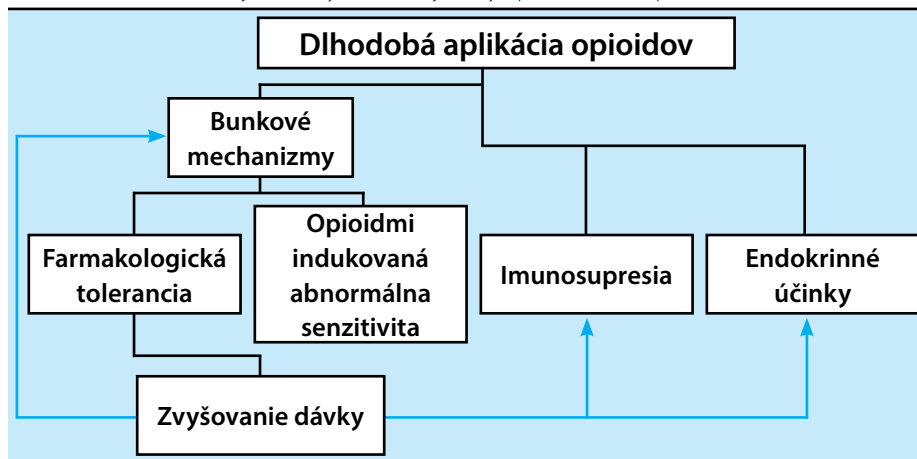 Dlhodobá aplikácia opioidov
Bunkové
mechanizmy
Farmakologická
tolerancia
Opioidmi
indukovaná
abnormálna
senzitivita
Imunosupresia
Endokrinné
účinky
Zvyšovanie dávky